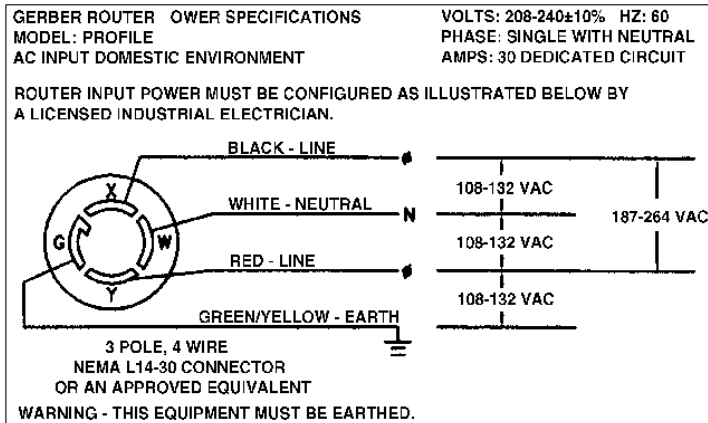 GERBER ROUTER OWER SPECIFICATIONS
MODEL: PROFILE
AC INPUT DOMESTIC ENVIRONMENT
VOLTS: 208-240±10% HZ: 60
PHASE: SINGLE WITH NEUTRAL
AMPS: 30 DEDICATED CIRCUIT
ROUTER INPUT POWER MUST BE CONFIGURED AS ILLUSTRATED BELOW BY
A LICENSED INDUSTRIAL ELECTRICIAN.
BLACK - LINE
X
108-132 VAC
WHITE - NEUTRAL
N
187-264 VAC
G
W
108-132 VAC
RED - LINE
Y
108-132 VAC
GREEN/YELLOW - EARTH
3 POLE, 4 WIRE
NEMA L14-30 CONNECTOR
OR AN APPROVED EQUIVALENT
WARNING - THIS EQUIPMENT MUST BE EARTHED.